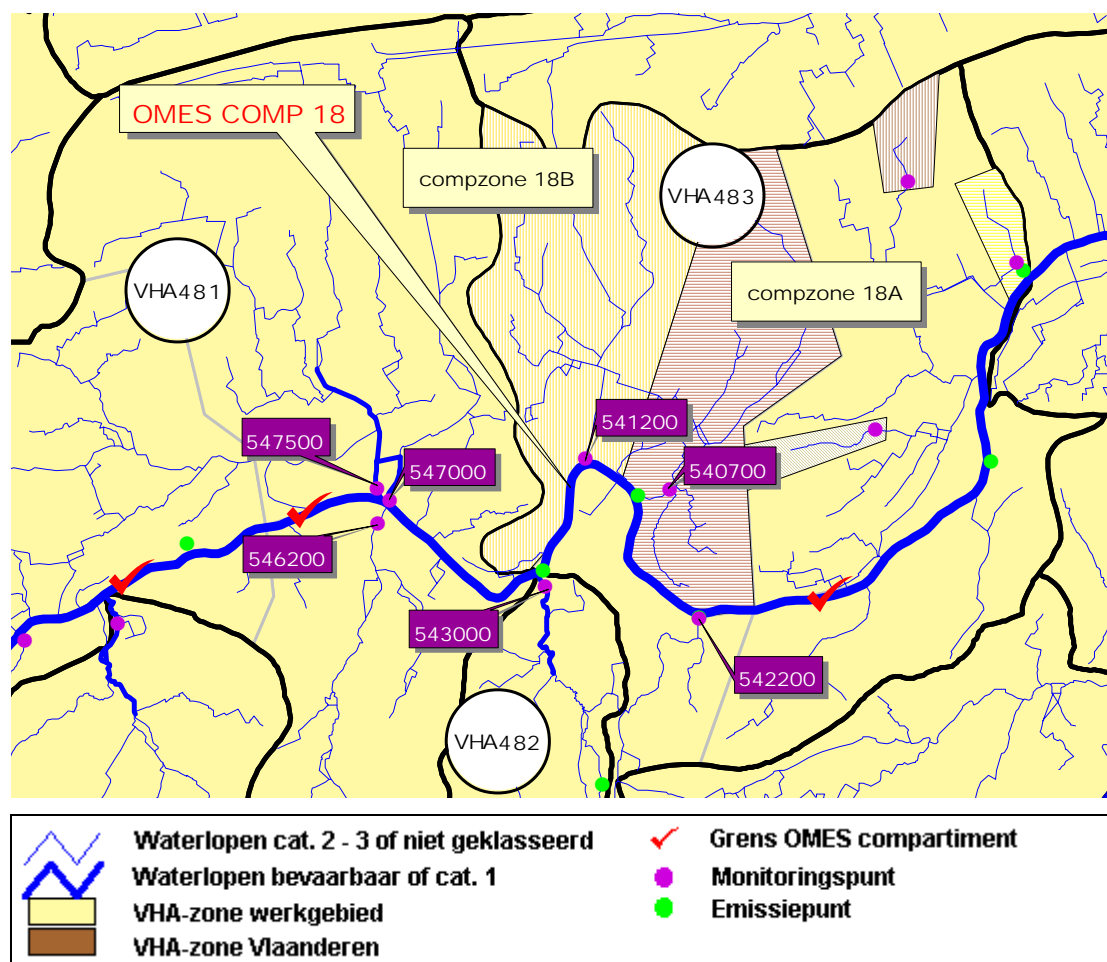 OMES COMP 18
compzone 18B
VHA483
VHA481
compzone 18A
541200
547500
547000
540700
546200
543000
542200
VHA482
Waterlopen cat. 2 - 3 of niet geklasseerd
Waterlopen bevaarbaar of cat. 1
VHA-zone werkgebied
VHA-zone Vlaanderen
Grens OMES compartiment
Monitoringspunt
Emissiepunt